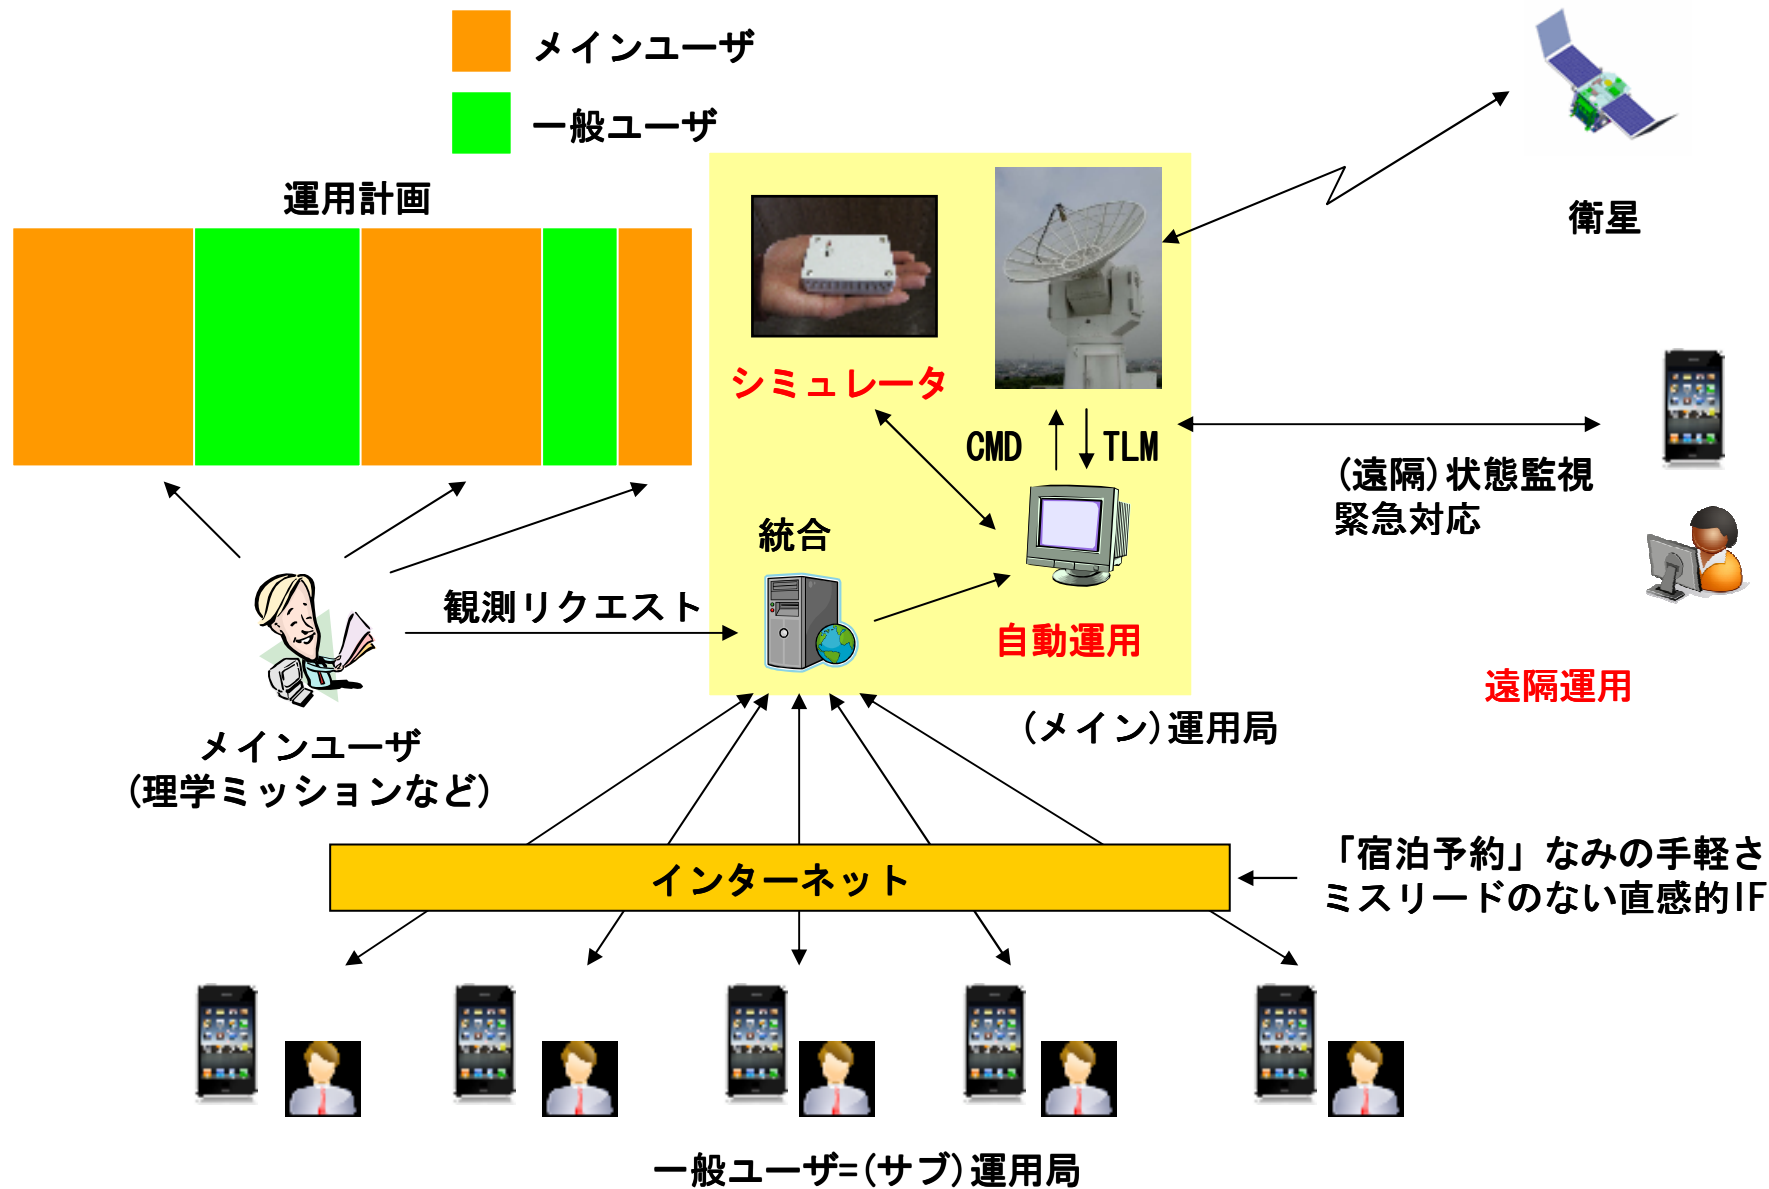 メインユーザ
一般ユーザ
運用計画
衛星
シミュレータ
CMD
TLM
(遠隔)状態監視
緊急対応
統合
観測リクエスト
自動運用
遠隔運用
(メイン)運用局
メインユーザ
(理学ミッションなど)
「宿泊予約」なみの手軽さ
ミスリードのない直感的IF
インターネット
一般ユーザ=(サブ)運用局